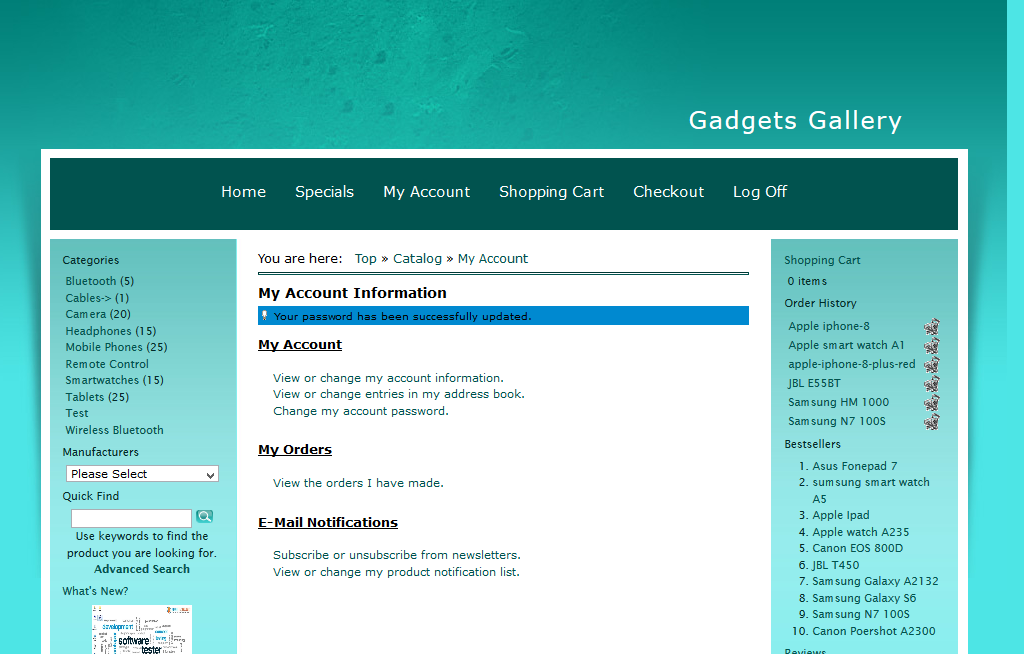 Gadgets Gallery
Home Specials My Account Shopping Cart Checkout Log Off
Categories
Bluetooth (5)
Cables-> (1)
Camera (20)
Headphones (15)
Mobile Phones (25)
Remote Control
Smartwatches (15)
Tablets (25)
Test
Wireless Bluetooth
Manufacturers
Please Select
Quick Find
Use keywords to find the
product you are looking for.
Advanced Search
What's New?
development
software
tester
You are here: Top » Catalog » My Account
My Account Information
Your password has been successfully updated.
My Account
View or change my account information.
View or change entries in my address book.
Change my account password.
My Orders
View the orders I have made.
E-Mail Notifications
Subscribe or unsubscribe from newsletters.
View or change my product notification list.
Shopping Cart
0 items
Order History
Apple iphone-8
Apple smart watch A1
apple-iphone-8-plus-red
JBL E55BT
Samsung HM 1000
Samsung N7 100S
Bestsellers
1. Asus Fonepad 7
2. sumsung smart watch
A5
3. Apple Ipad
4. Apple watch A235
5. Canon EOS 800D
6. JBL T450
7. Samsung Galaxy A2132
8. Samsung Galaxy S6
9. Samsung N7 100S
10. Canon Poershot A2300
Reviews